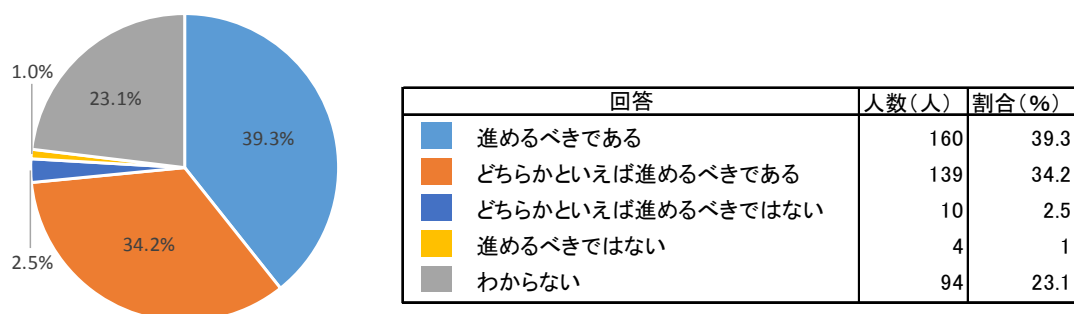 1.0%
23.1%
39.3%
34.2%
2.5%
回答 人数(人) 割合(%)
進めるべきである 160 39.3
どちらかといえば進めるべきである 139 34.2
どちらかといえば進めるべきではない 10 2.5
進めるべきではない 4 1
わからない 94 23.1